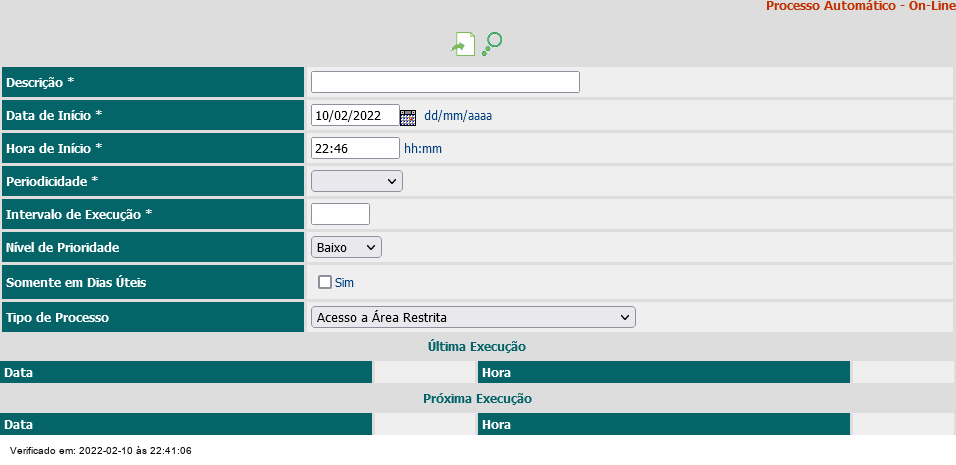 Processo Automático - On-Line
Descrição *
Data de Início * 10/02/2022 dd/mm/aaaa
Hora de Início * 22:46 hh:mm
Periodicidade *
Intervalo de Execução *
Nível de Prioridade Baixo
Somente em Dias Úteis Sim
Tipo de Processo Acesso a Área Restrita
Última Execução
Data Hora
Próxima Execução
Data Hora
Verificado em: 2022-02-10 às 22:41:06